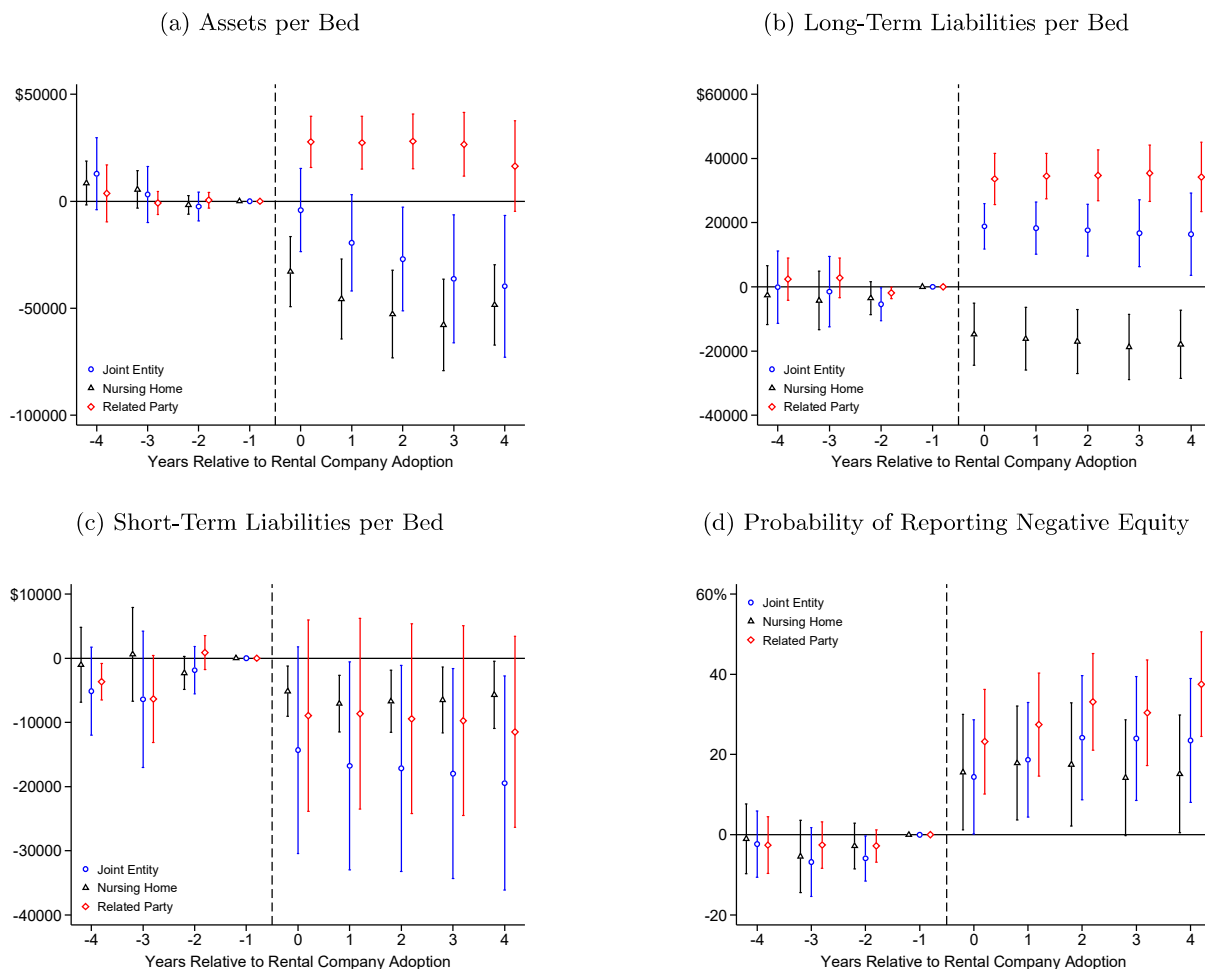 (a) Assets per Bed
$50000
0
-50000
-100000
Joint Entity
Nursing Home
Related Party
-4 -3 -2 -1 0 1 2 3 4
Years Relative to Rental Company Adoption
(b) Long-Term Liabilities per Bed
$60000
40000
20000
0
-20000
-40000
Joint Entity
Nursing Home
Related Party
-4 -3 -2 -1 0 1 2 3 4
Years Relative to Rental Company Adoption
(c) Short-Term Liabilities per Bed
$10000
0
-10000
-20000
-30000
-40000
Joint Entity
Nursing Home
Related Party
-4 -3 -2 -1 0 1 2 3 4
Years Relative to Rental Company Adoption
(d) Probability of Reporting Negative Equity
60%
40
20
0
-20
Joint Entity
Nursing Home
Related Party
-4 -3 -2 -1 0 1 2 3 4
Years Relative to Rental Company Adoption